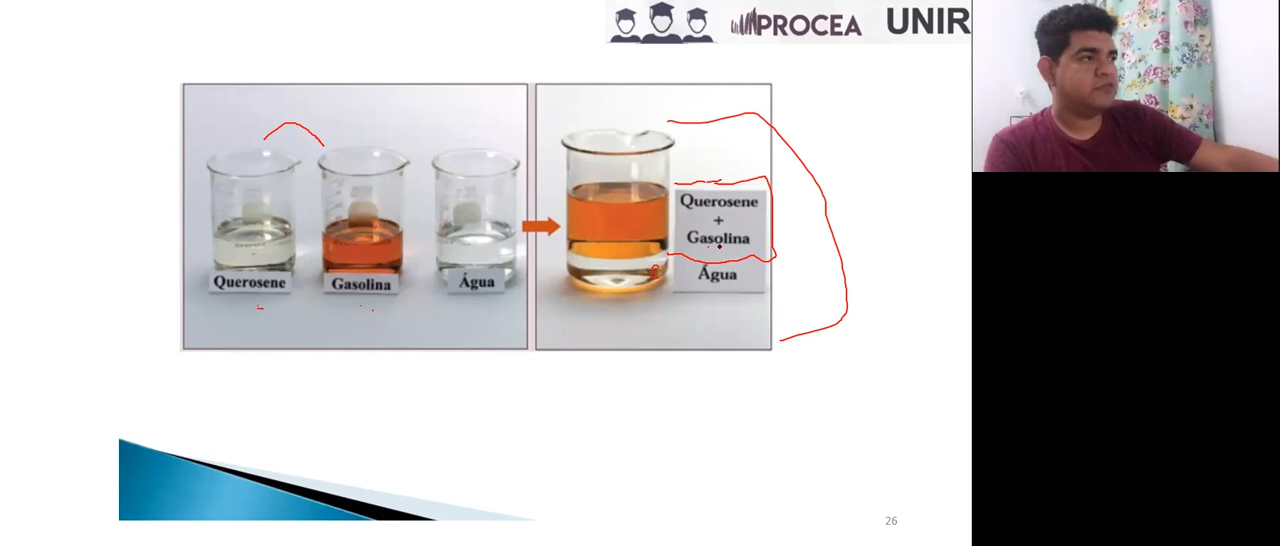 PROCEA
UNIR
Querosene
Gasolina
Água
Querosene
+
Gasolina
Água
26